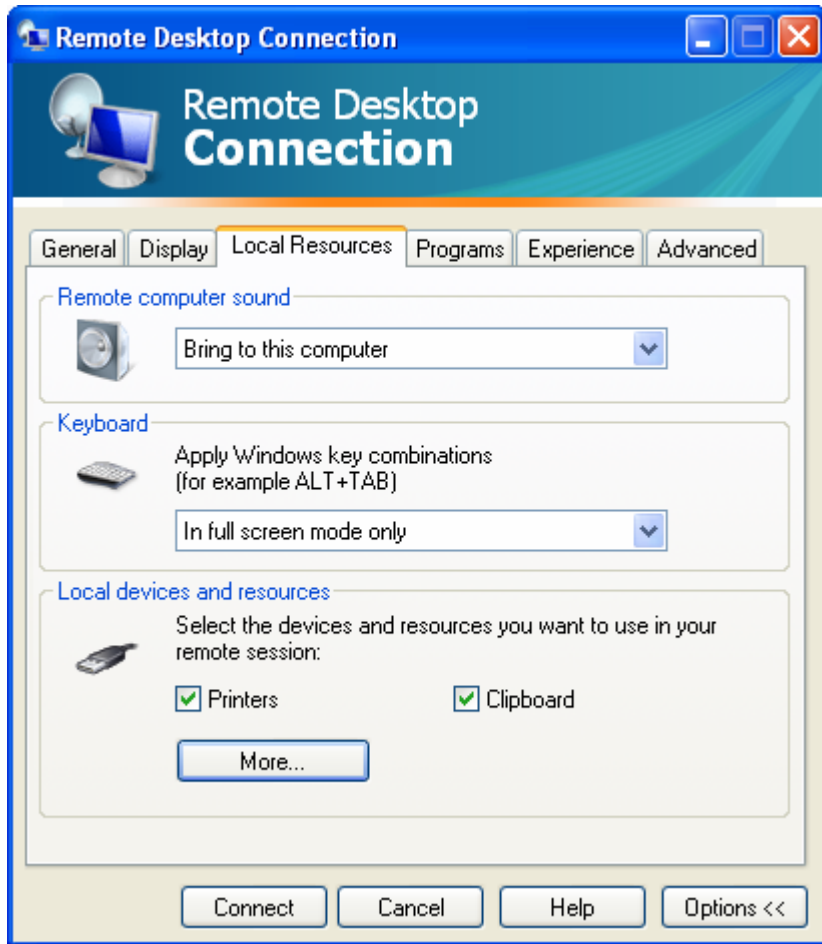 Remote Desktop Connection
Remote Desktop
Connection
General Display Local Resources Programs Experience Advanced
Remote computer sound
Bring to this computer
Keyboard
Apply Windows key combinations
(for example ALT+TAB)
In full screen mode only
Local devices and resources
Select the devices and resources you want to use in your
remote session:
Printers Clipboard
More...
Connect Cancel Help Options <<